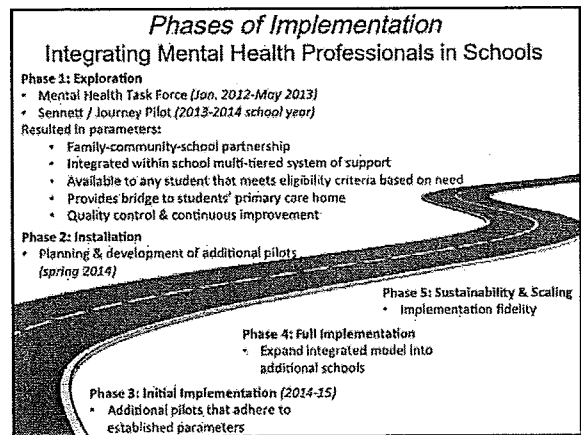 Phases of Implementation
Integrating Mental Health Professionals in Schools
Phase 1: Exploration
• Mental Health Task Force (Jan. 2012-May 2013)
• Sennett / Journey Pilot (2013-2014 school year)
Resulted in parameters:
• Family-community-school partnership
• Integrated within school multi-tiered system of support
• Available to any student that meets eligibility criteria based on need
• Provides bridge to students' primary care home
• Quality control & continuous improvement
Phase 2: Installation
• Planning & development of additional pilots
(spring 2014)
Phase 5: Sustainability & Scaling
• Implementation fidelity
Phase 4: Full Implementation
• Expand integrated model into
additional schools
Phase 3: Initial Implementation (2014-15)
• Additional pilots that adhere to
established parameters